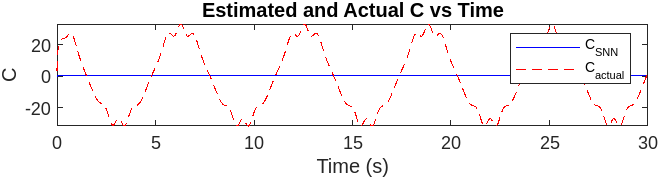 Estimated and Actual C vs Time
C
20
0
-20
C_SNN
C_actual
0 5 10 15 20 25 30
Time (s)